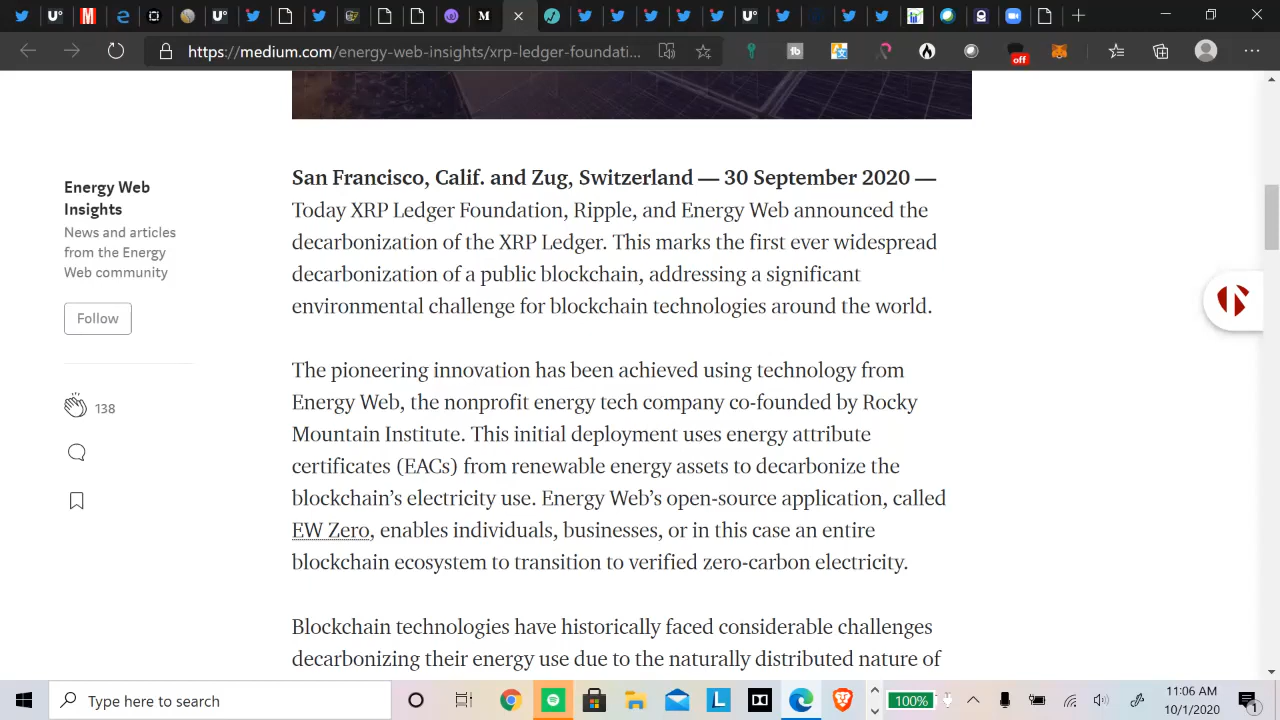 https://medium.com/energy-web-insights/xrp-ledger-foundati...
off
San Francisco, Calif. and Zug, Switzerland — 30 September 2020 —
Today XRP Ledger Foundation, Ripple, and Energy Web announced the
decarbonization of the XRP Ledger. This marks the first ever widespread
decarbonization of a public blockchain, addressing a significant
environmental challenge for blockchain technologies around the world.
Energy Web
Insights
News and articles
from the Energy
Web community
Follow
138
The pioneering innovation has been achieved using technology from
Energy Web, the nonprofit energy tech company co-founded by Rocky
Mountain Institute. This initial deployment uses energy attribute
certificates (EACs) from renewable energy assets to decarbonize the
blockchain’s electricity use. Energy Web’s open-source application, called
EW Zero, enables individuals, businesses, or in this case an entire
blockchain ecosystem to transition to verified zero-carbon electricity.
Blockchain technologies have historically faced considerable challenges
decarbonizing their energy use due to the naturally distributed nature of
Type here to search
100%
11:06 AM
10/1/2020
1